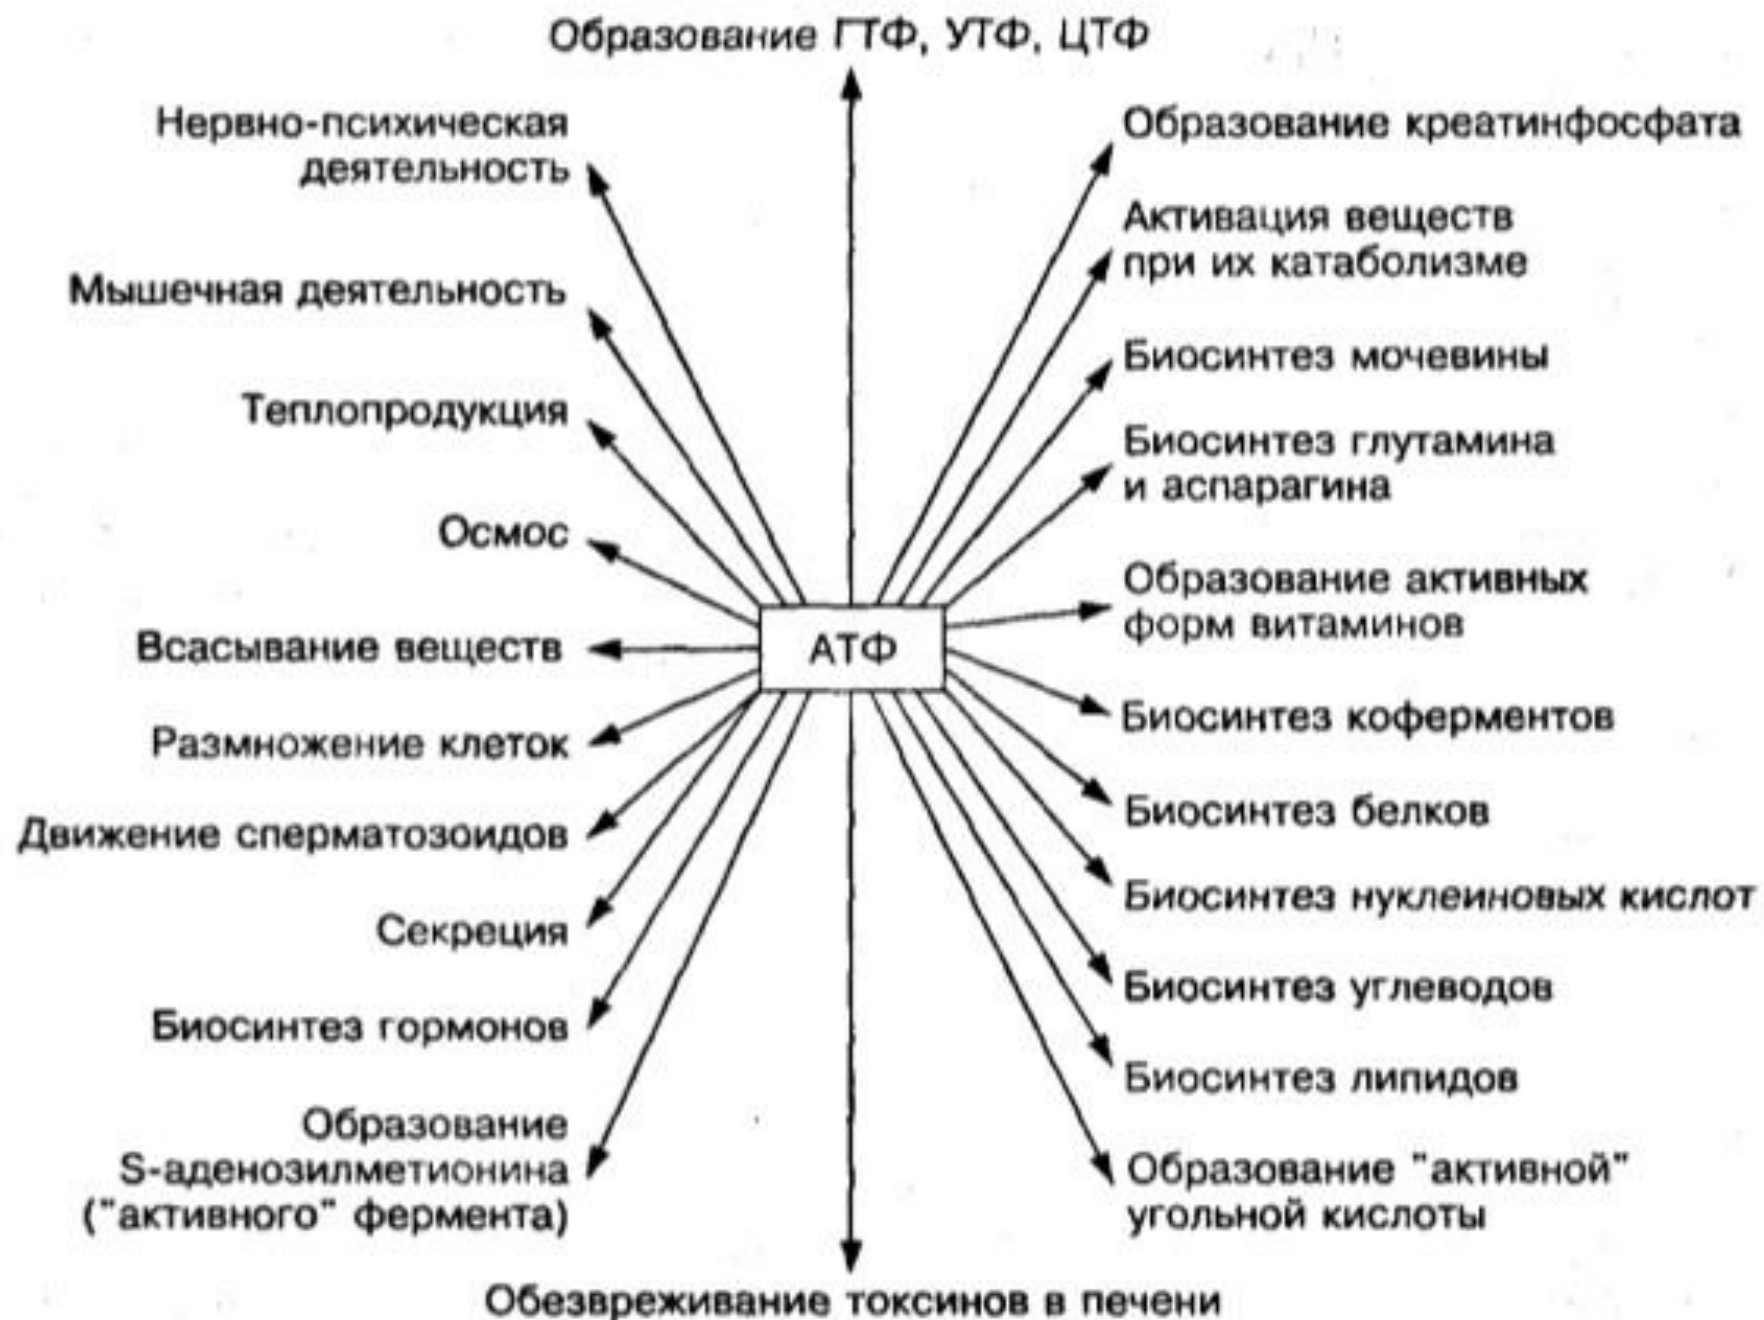 Образование ГТФ, УТФ, ЦТФ
Нервно-психическая
деятельность
Мышечная деятельность
Теплопродукция
Осмос
Всасывание веществ
Размножение клеток
Движение сперматозоидов
Секреция
Биосинтез гормонов
Образование
S-аденозилметионина
("активного" фермента)
АТФ
Образование креатинфосфата
Активация веществ
при их катаболизме
Биосинтез мочевины
Биосинтез глутамина
и аспарагина
Образование активных
форм витаминов
Биосинтез коферментов
Биосинтез белков
Биосинтез нуклеиновых кислот
Биосинтез углеводов
Биосинтез липидов
Образование "активной"
угольной кислоты
Обезвреживание токсинов в печени